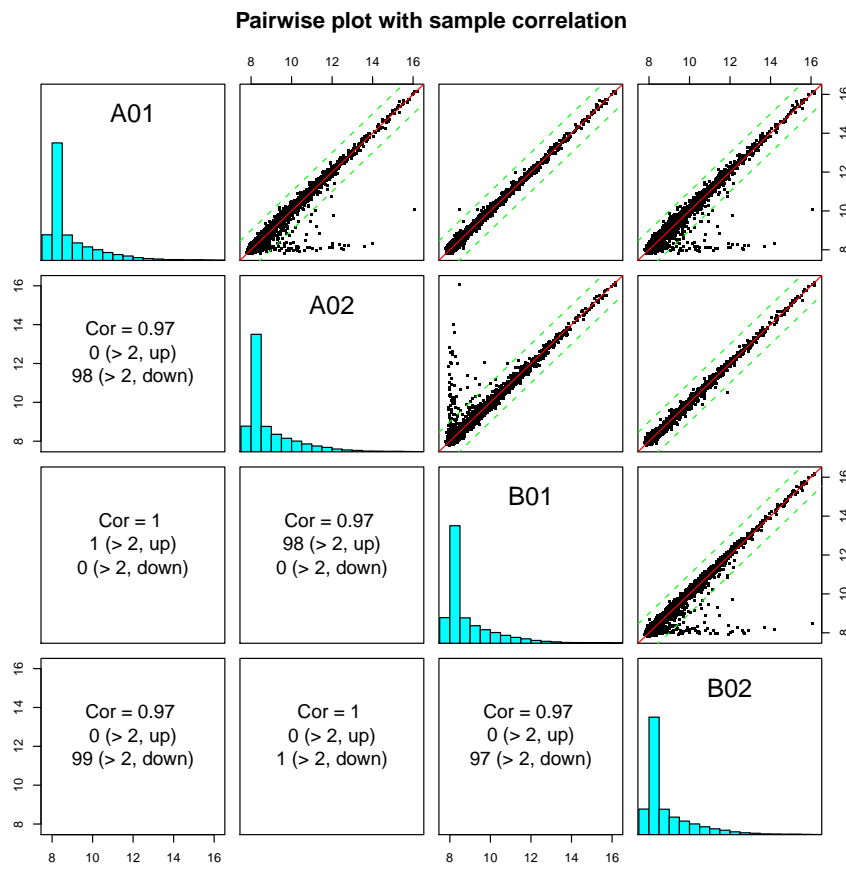 Pairwise plot with sample correlation
8 10 12 14 16
8 10 12 14 16
A01
16
14
12
10
8
16
14
12
10
8
Cor = 0.97
0 (> 2, up)
98 (> 2, down)
A02
Cor = 1
1 (> 2, up)
0 (> 2, down)
Cor = 0.97
98 (> 2, up)
0 (> 2, down)
B01
16
14
12
10
8
16
14
12
10
8
Cor = 0.97
0 (> 2, up)
99 (> 2, down)
Cor = 1
0 (> 2, up)
1 (> 2, down)
Cor = 0.97
0 (> 2, up)
97 (> 2, down)
B02
8 10 12 14 16
8 10 12 14 16